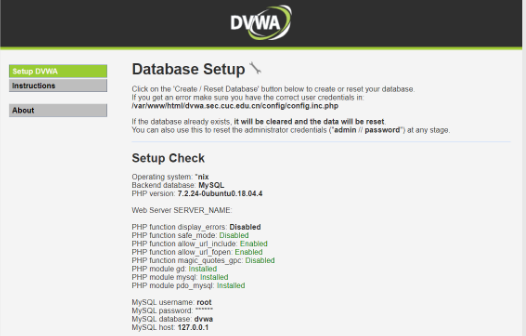 DVWA
Setup DVWA
Instructions
About
Database Setup
Click on the 'Create / Reset Database' button below to create or reset your database.
If you get an error make sure you have the correct user credentials in:
/var/www/html/dvwa.sec.cuc.edu.cn/config/config.inc.php
If the database already exists, it will be cleared and the data will be reset.
You can also use this to reset the administrator credentials ("admin // password") at any stage.
Setup Check
Operating system: *nix
Backend database: MySQL
PHP version: 7.2.24-0ubuntu0.18.04.4
Web Server SERVER_NAME:
PHP function display_errors: Disabled
PHP function safe_mode: Disabled
PHP function allow_url_include: Enabled
PHP function allow_url_fopen: Enabled
PHP function magic_quotes_gpc: Disabled
PHP module gd: Installed
PHP module mysql: Installed
PHP module pdo_mysql: Installed
MySQL username: root
MySQL password: ******
MySQL database: dvwa
MySQL host: 127.0.0.1